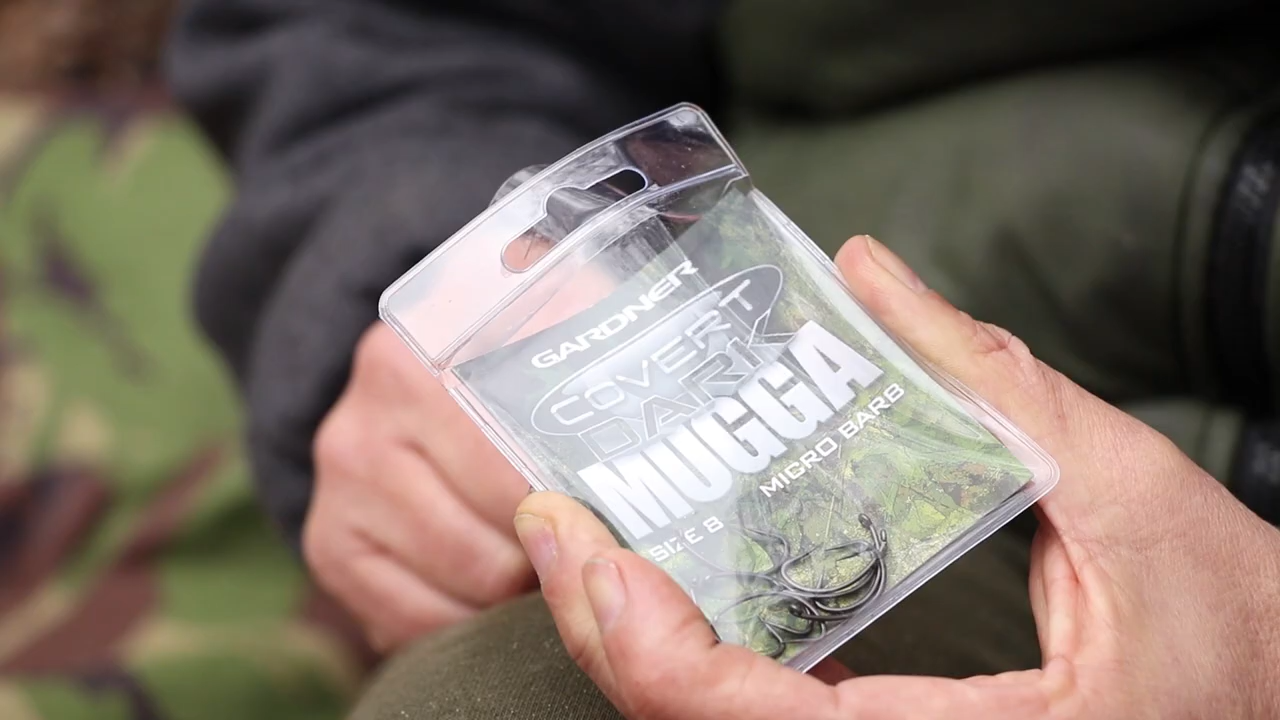 GARDNER
COVERT
DARK
MUGGA
MICRO BARB
SIZE 8